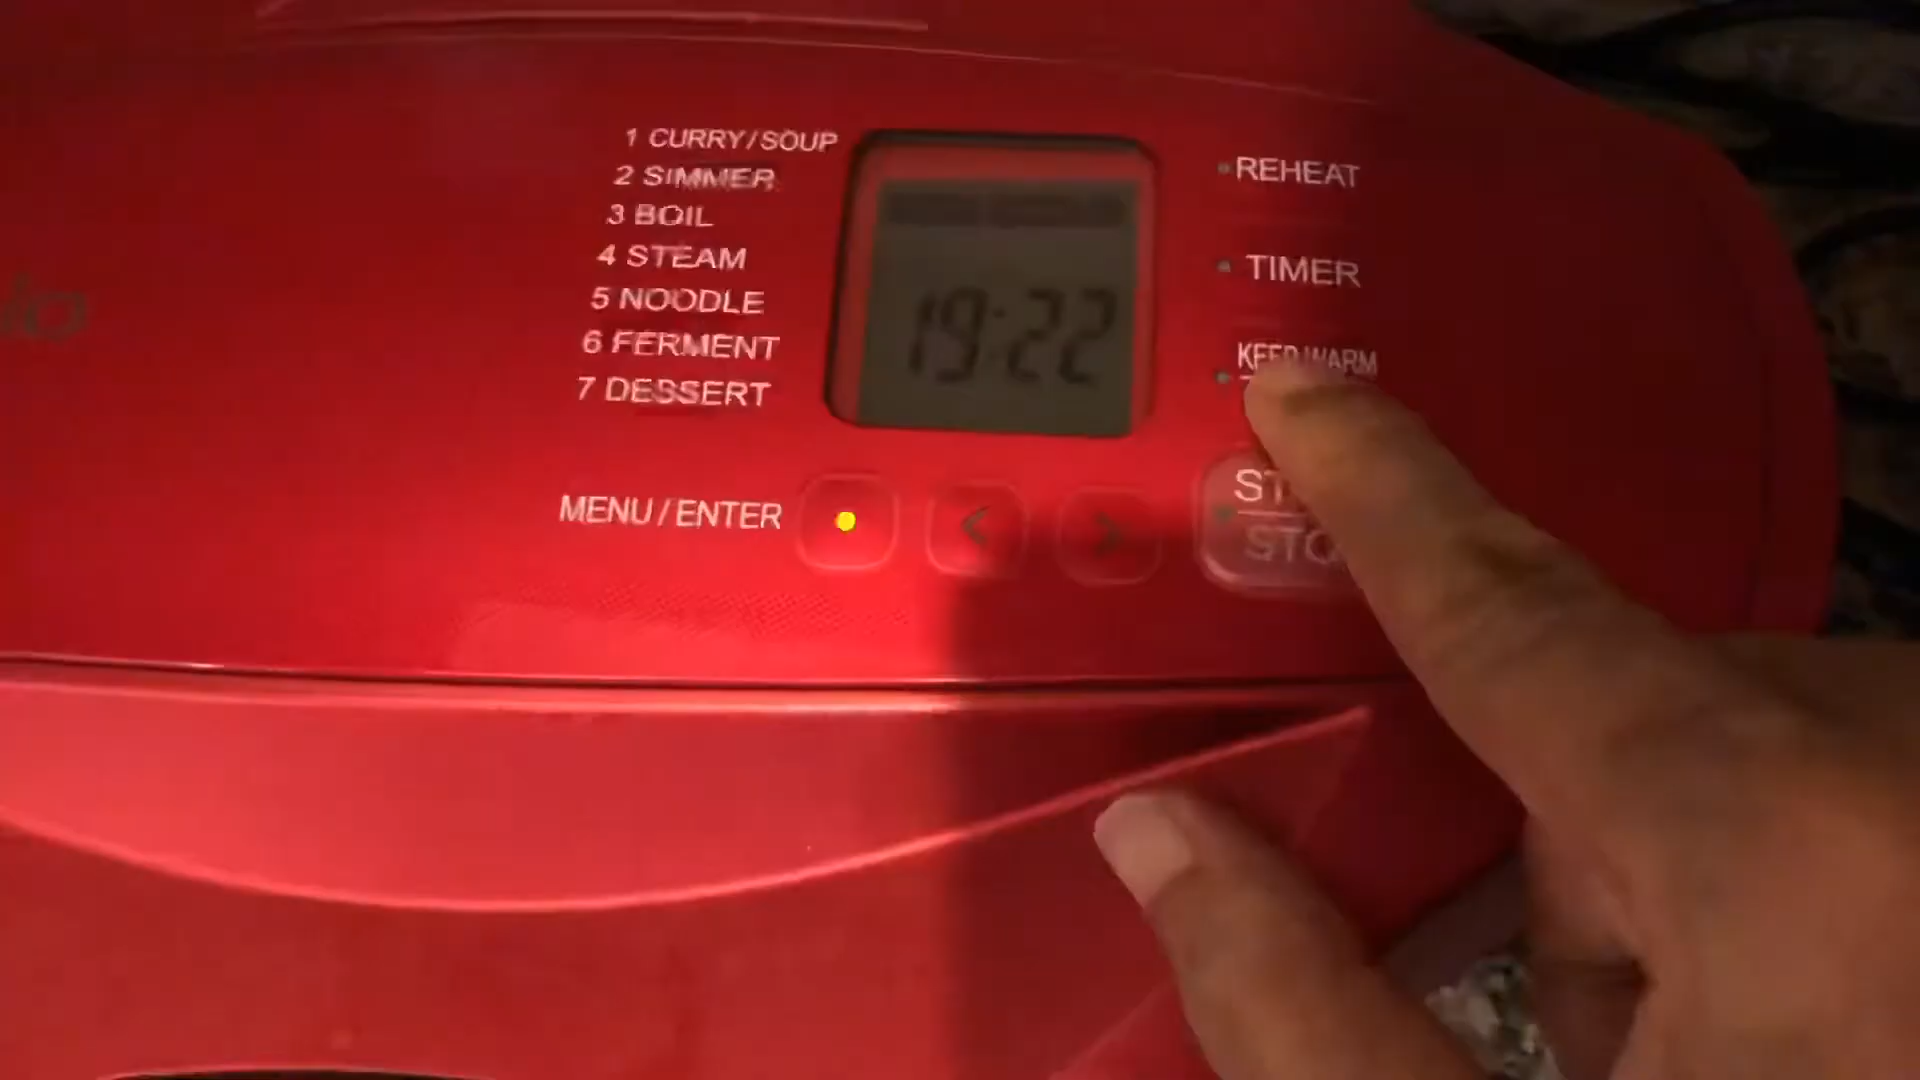 1 CURRY/SOUP
2 SIMMER
3 BOIL
4 STEAM
5 NOODLE
6 FERMENT
7 DESSERT
19:22
REHEAT
TIMER
KEEP WARM
MENU/ENTER
<
>